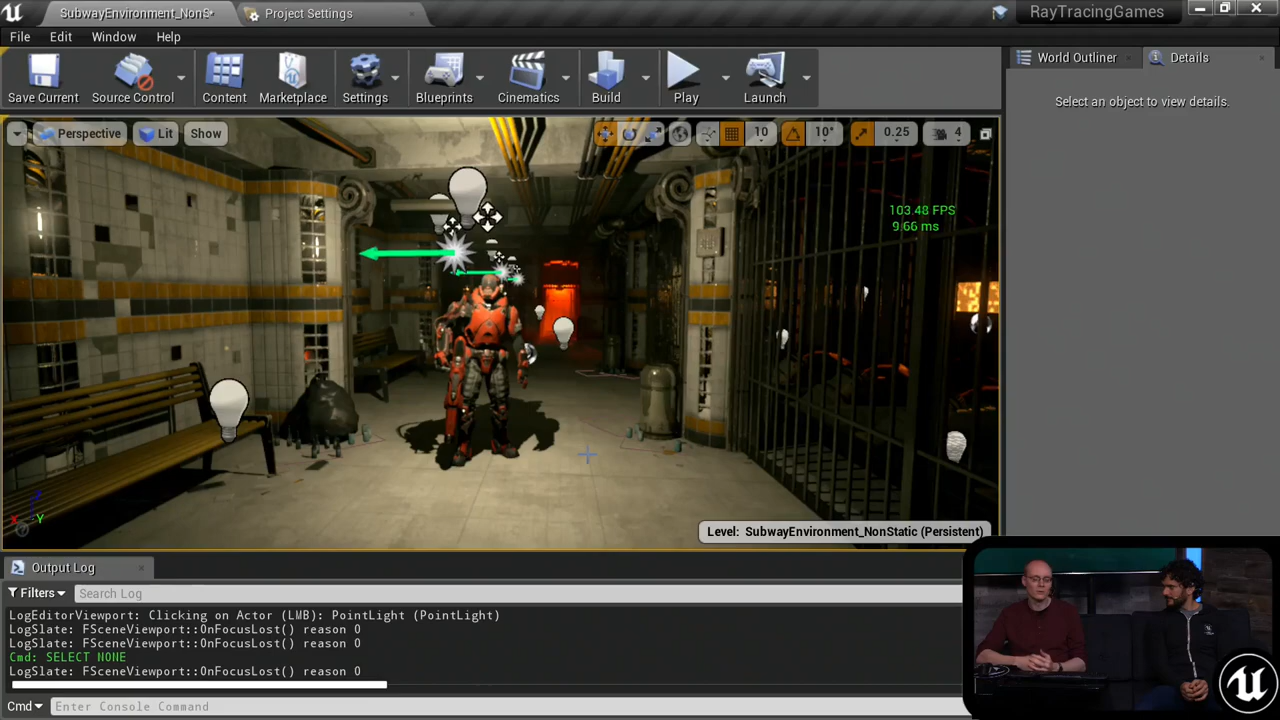 SubwayEnvironment_NonS*
Project Settings
RayTracingGames
File Edit Window Help
Save Current Source Control Content Marketplace Settings Blueprints Cinematics Build Play Launch
World Outliner Details
Select an object to view details.
Perspective Lit Show 10 10° 0.25 4
103.48 FPS
9.66 ms
X Y
Level: SubwayEnvironment_NonStatic (Persistent)
Output Log
Filters Search Log
LogEditorViewport: Clicking on Actor (LMB): PointLight (PointLight)
LogSlate: FSceneViewport::OnFocusLost() reason 0
LogSlate: FSceneViewport::OnFocusLost() reason 0
Cmd: SELECT NONE
LogSlate: FSceneViewport::OnFocusLost() reason 0
Cmd Enter Console Command